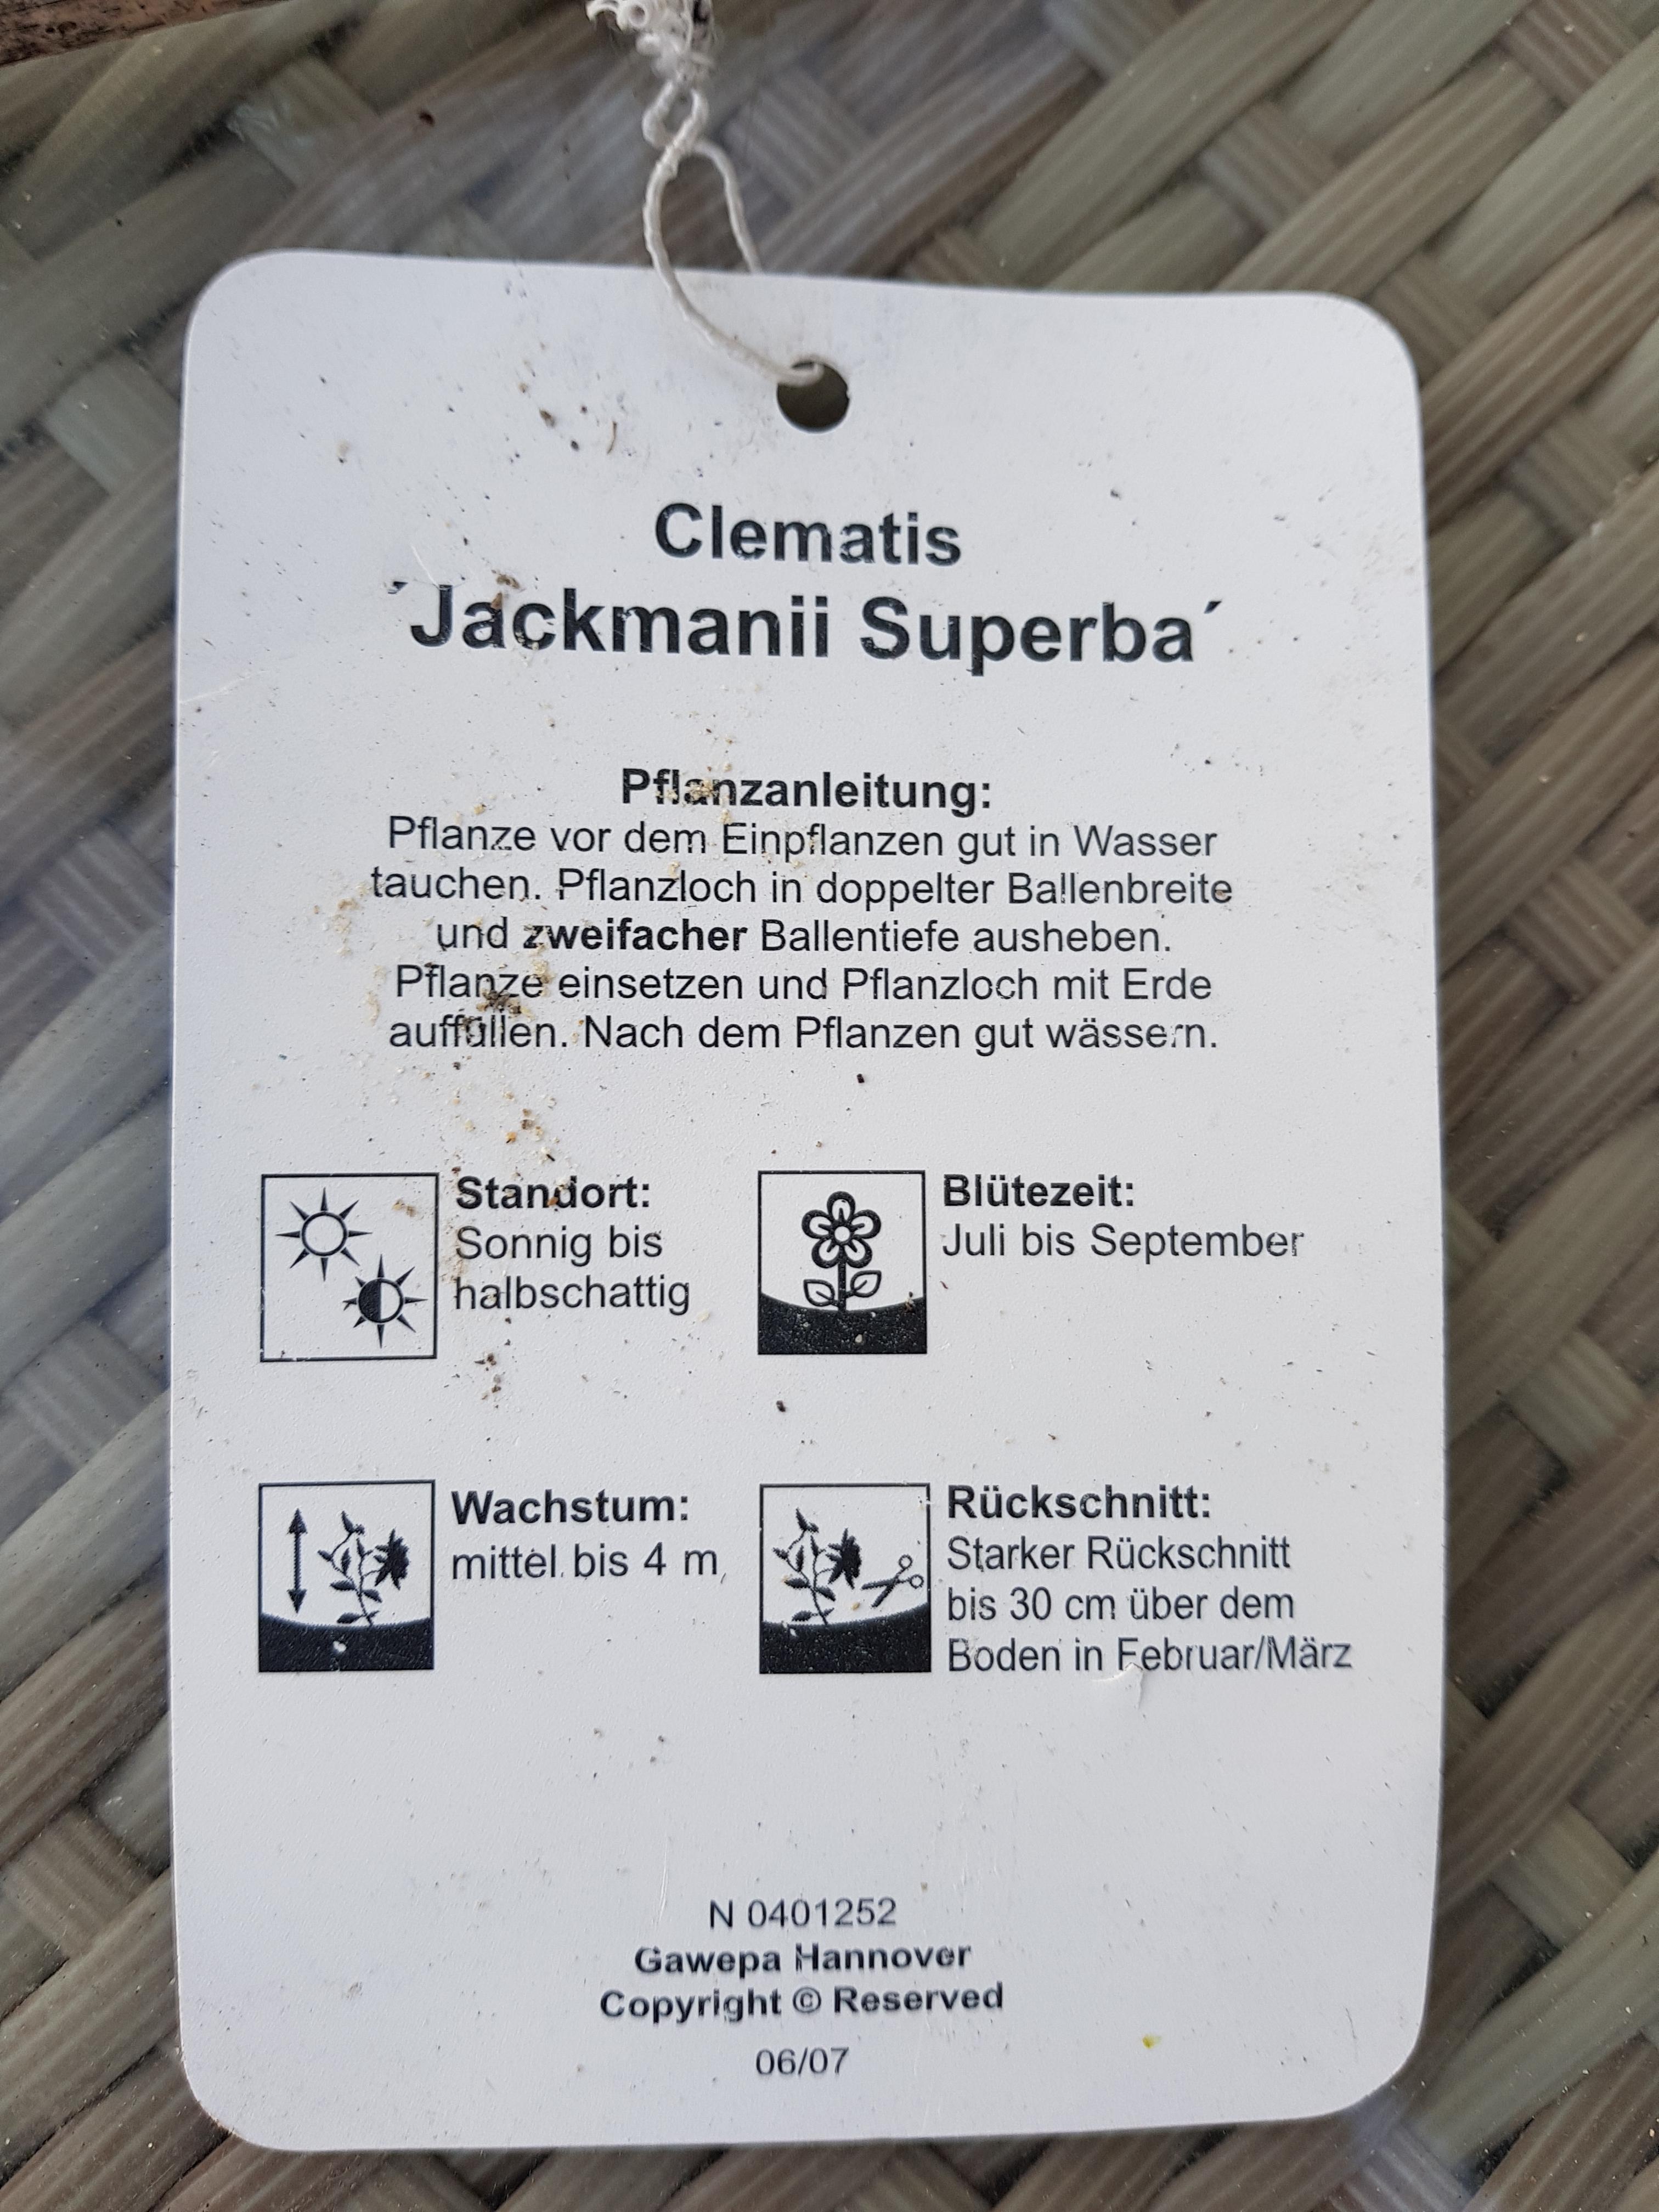 Clematis
´Jackmanii Superba´
Pflanzanleitung:
Pflanze vor dem Einpflanzen gut in Wasser
tauchen. Pflanzloch in doppelter Ballenbreite
und zweifacher Ballentiefe ausheben.
Pflanze einsetzen und Pflanzloch mit Erde
auffüllen. Nach dem Pflanzen gut wässern.
Standort:
Sonnig bis
halbschattig
Blütezeit:
Juli bis September
Wachstum:
mittel bis 4 m
Rückschnitt:
Starker Rückschnitt
bis 30 cm über dem
Boden in Februar/März
N 0401252
Gawepa Hannover
Copyright © Reserved
06/07